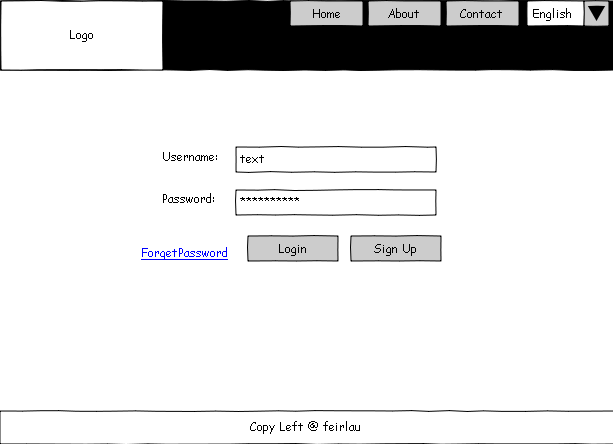 Logo
Home About Contact English
Username: text
Password: **********
ForgetPassword Login Sign Up
Copy Left @ feirlau